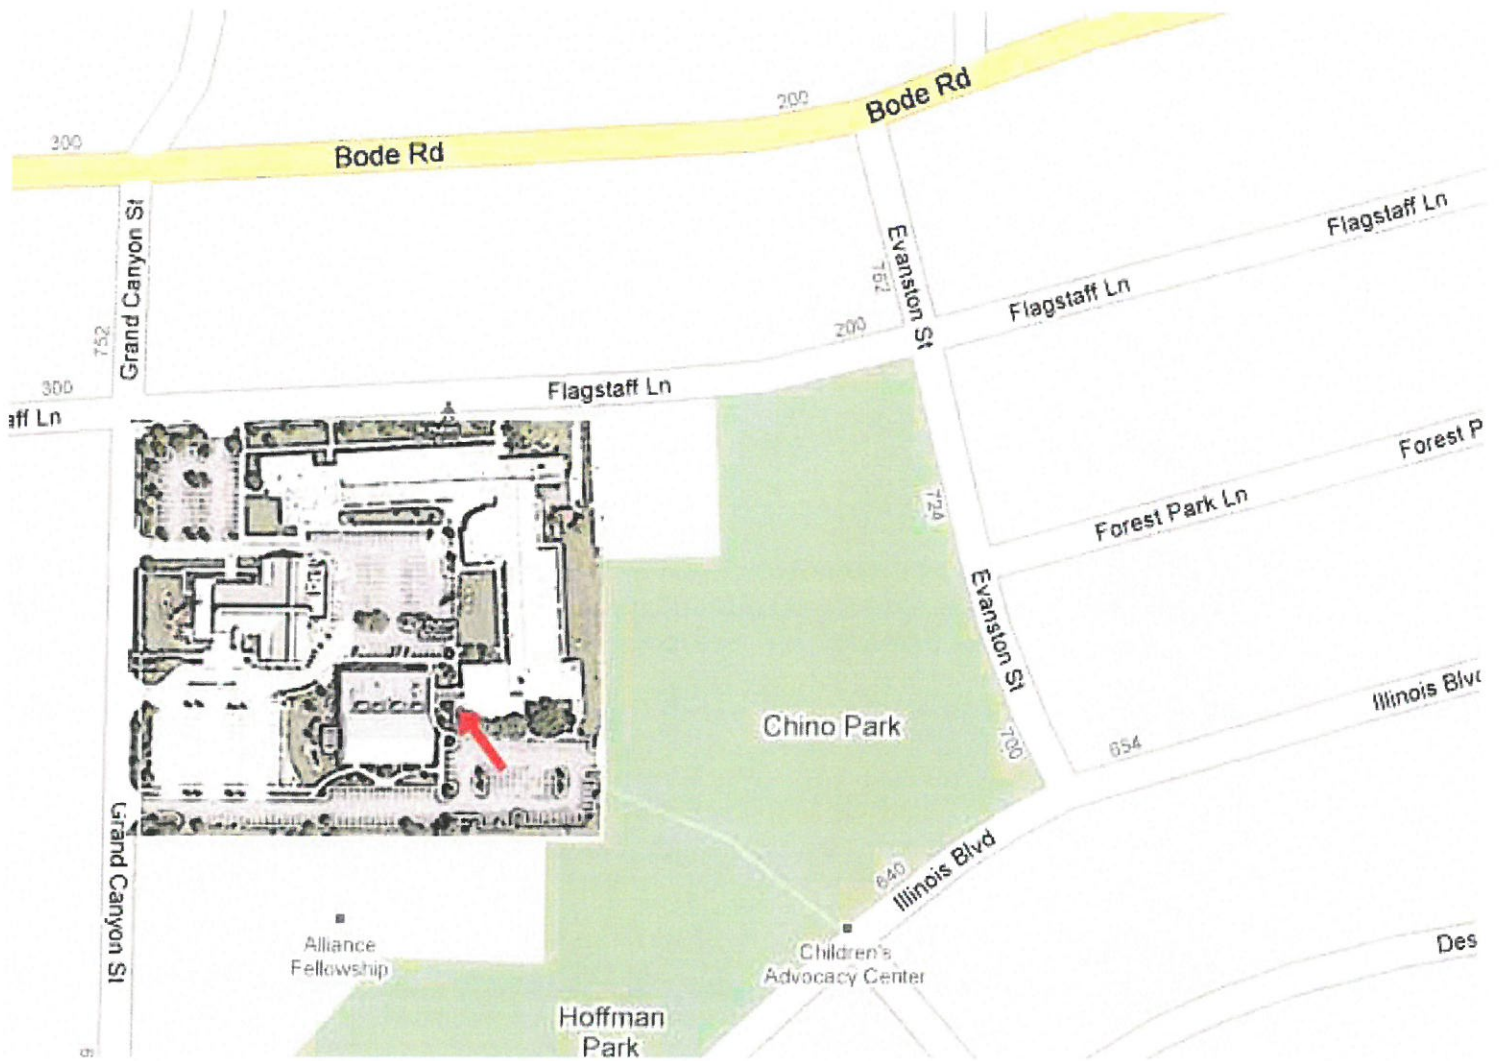 200
Bode Rd
300
Bode Rd
Grand Canyon St
Evanston St
762
Flagstaff Ln
Flagstaff Ln
752
200
300
Flagstaff Ln
aff Ln
Forest P
724
Forest Park Ln
Evanston St
Illinois Blvd
Chino Park
700
654
Grand Canyon St
640
Illinois Blvd
Alliance
Fellowship
Children's
Advocacy Center
Des
Hoffman
Park